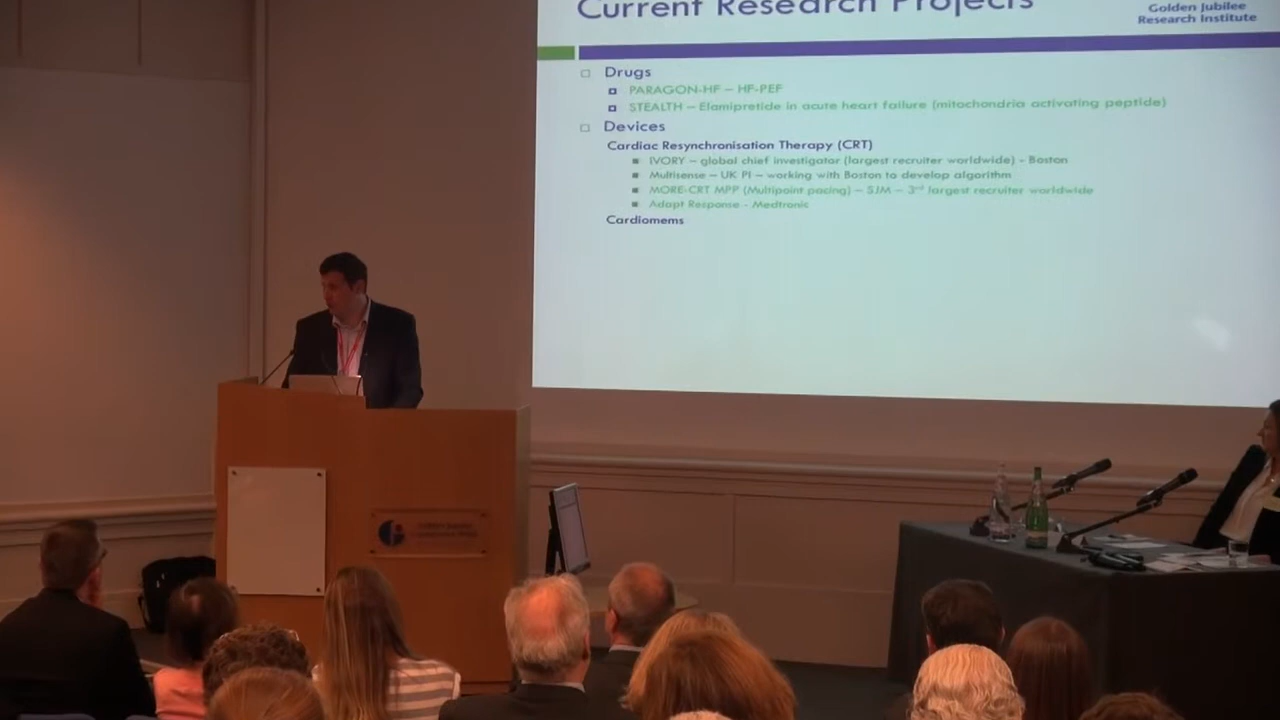 Current Research Projects
Golden Jubilee
Research Institute
Drugs
PARAGON-HF – HF-PEF
STEALTH – Elamipretide in acute heart failure (mitochondria activating peptide)
Devices
Cardiac Resynchronisation Therapy (CRT)
IVORY – global chief investigator (largest recruiter worldwide) - Boston
Multisense – UK PI – working with Boston to develop algorithm
MORE-CRT MPP (Multipoint pacing) – SJM – 3rd largest recruiter worldwide
Adapt Response - Medtronic
Cardiomems